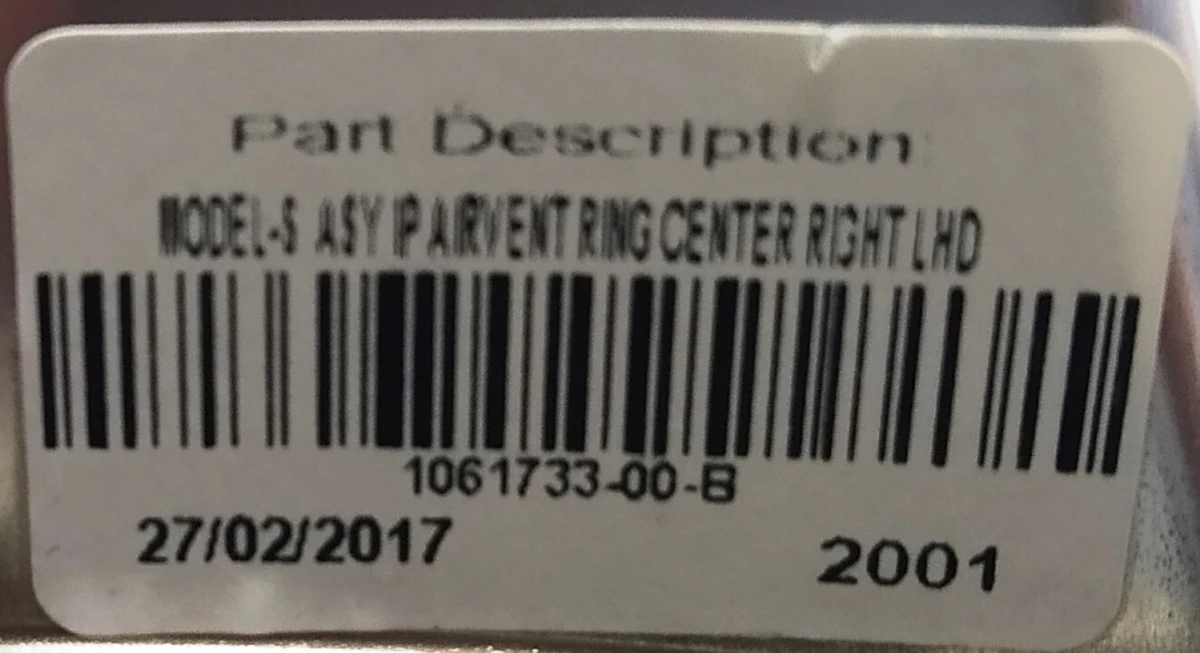 Part Description
MODEL-S ASY IP AIRVENT RING CENTER RIGHT LHD
1061733-00-B
27/02/2017 2001